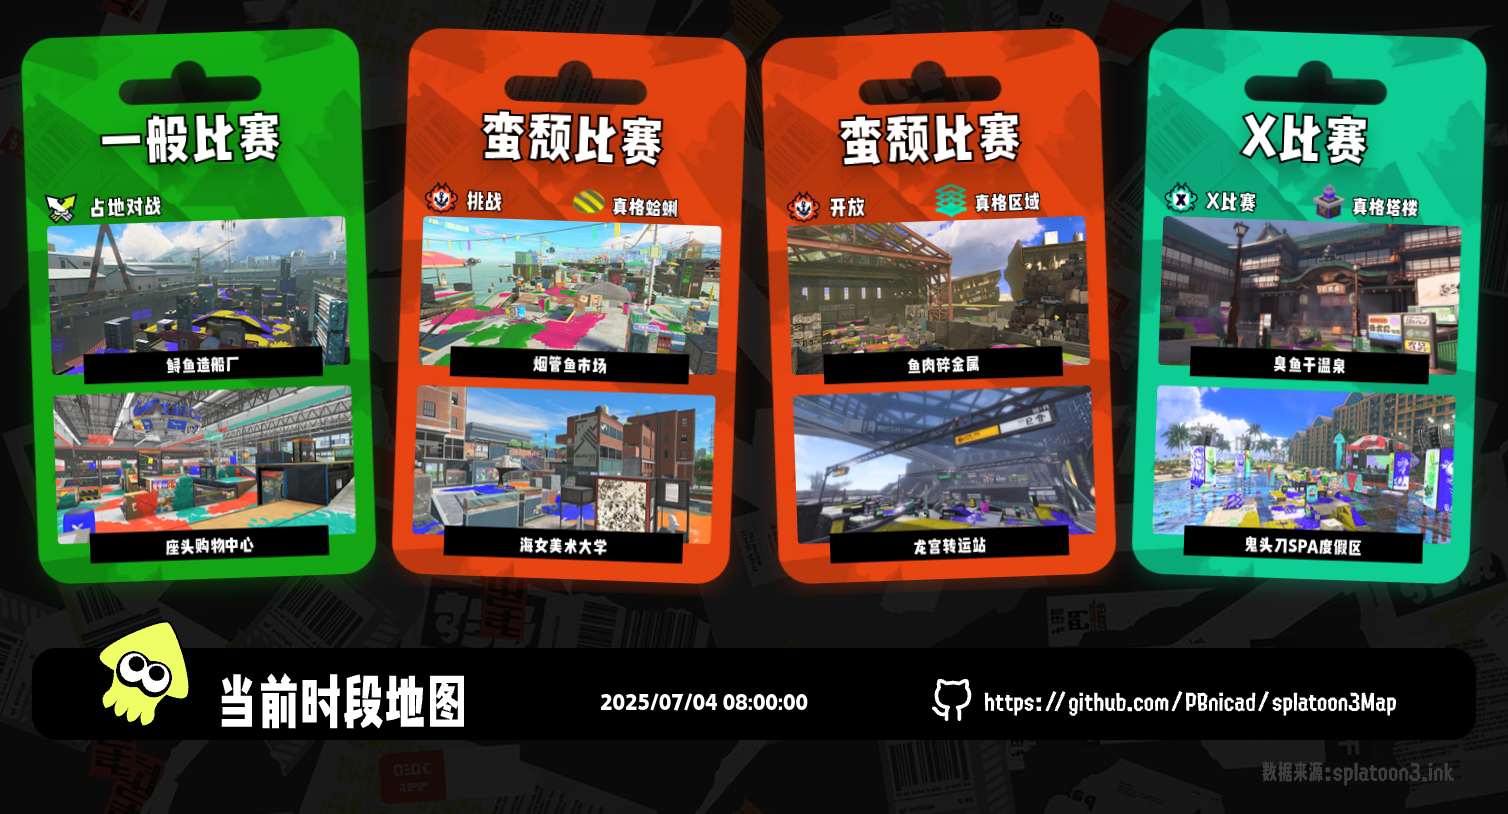 一般比赛
占地对战
鲟鱼造船厂
座头购物中心
蛮颓比赛
挑战
真格蛤蜊
烟管鱼市场
海女美术大学
蛮颓比赛
开放
真格区域
鱼肉碎金属
龙宫转运站
X比赛
X比赛
真格塔楼
臭鱼干温泉
鬼头刀SPA度假区
当前时段地图
2025/07/04 08:00:00
https://github.com/PBnicad/splatoon3Map
数据来源:splatoon3.ink